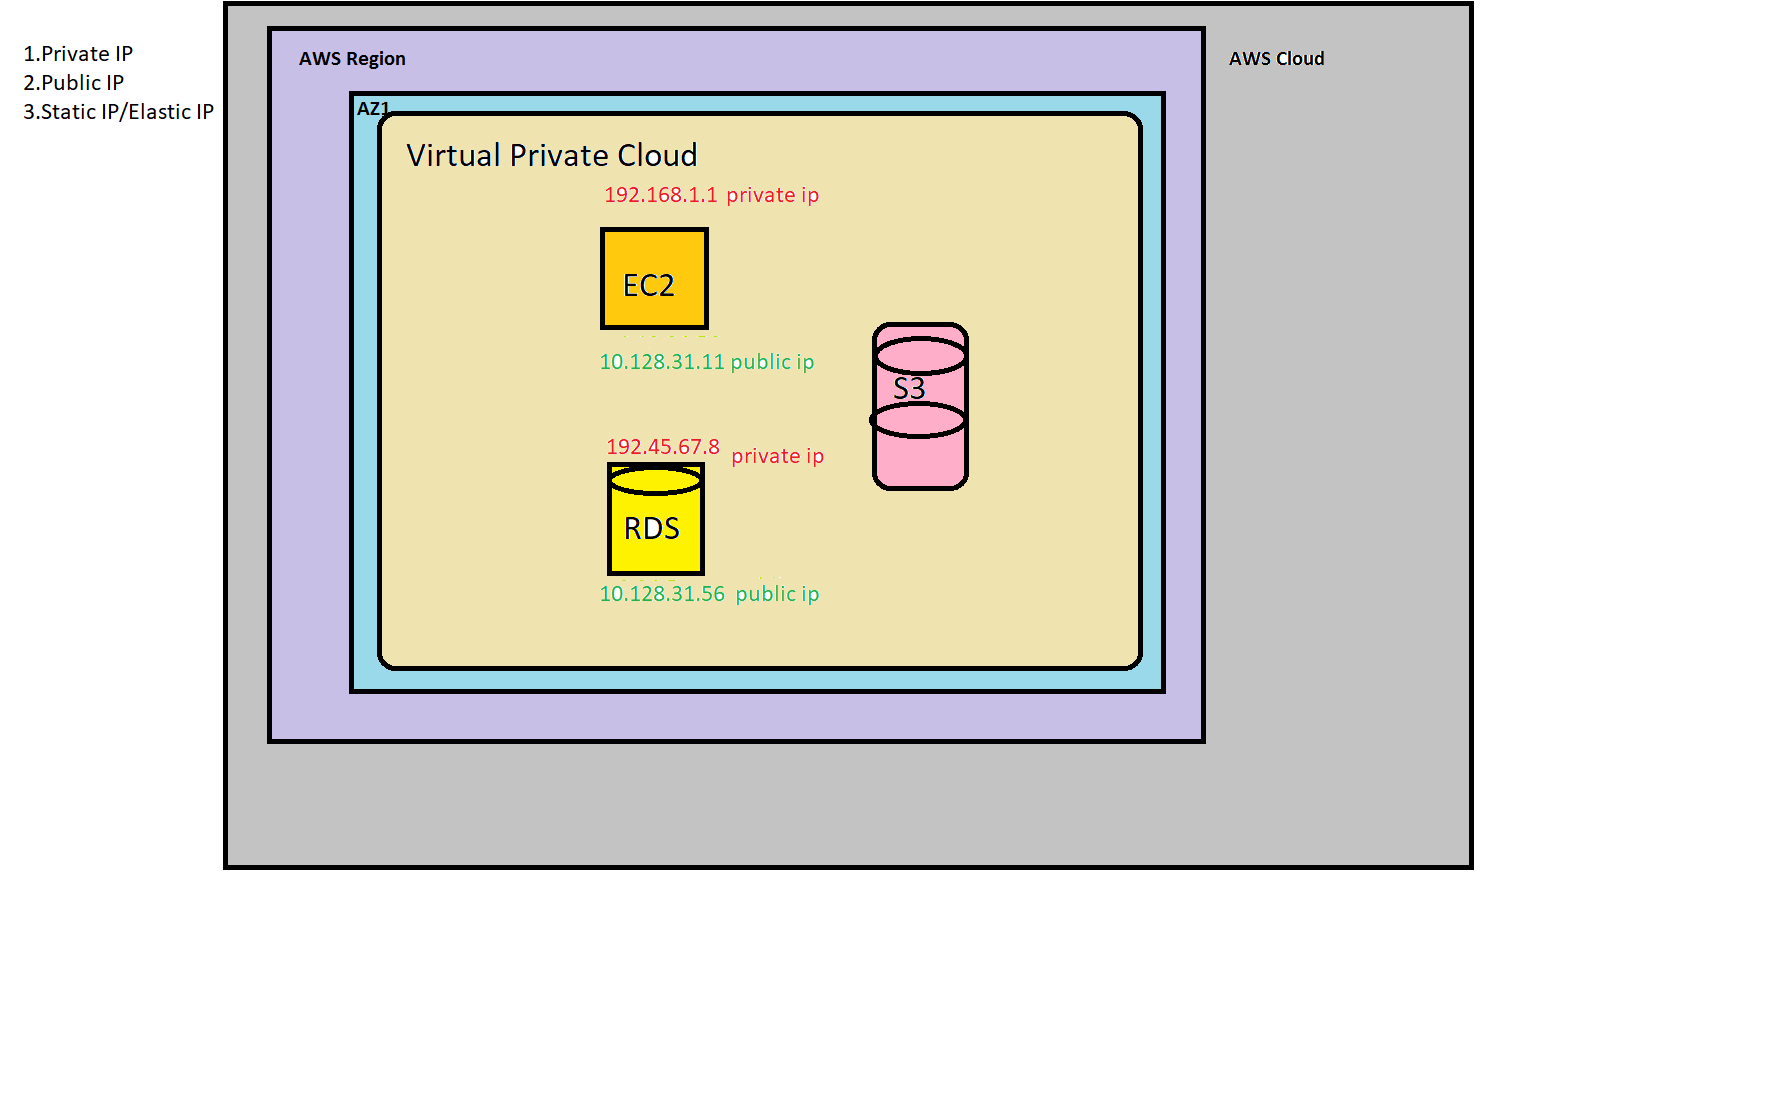 1.Private IP
2.Public IP
3.Static IP/Elastic IP
AWS Region
AWS Cloud
AZ1
Virtual Private Cloud
192.168.1.1 private ip
EC2
10.128.31.11 public ip
S3
192.45.67.8 private ip
RDS
10.128.31.56 public ip